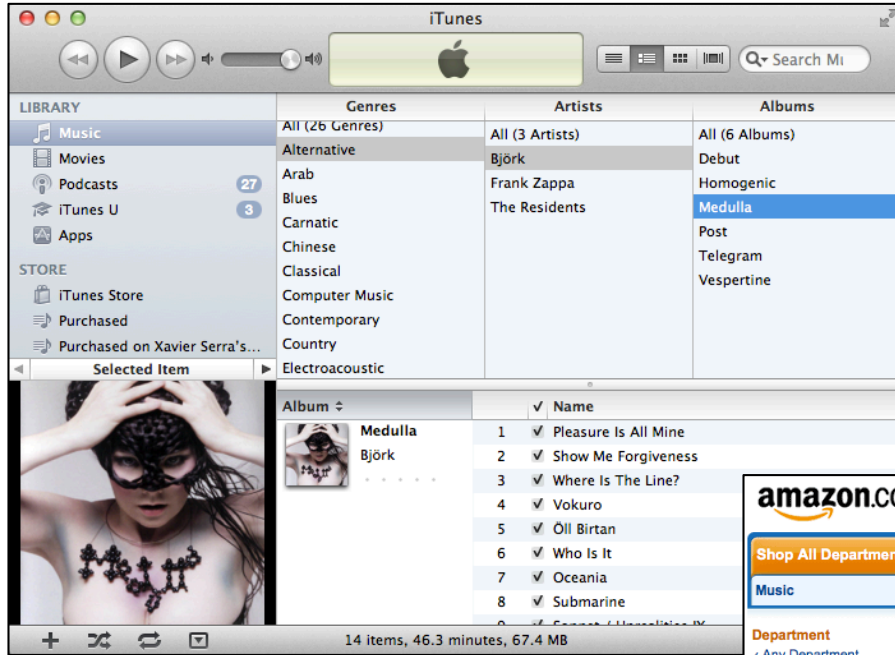 iTunes
Search Mu
LIBRARY
Music
Movies
Podcasts 27
iTunes U 3
Apps
STORE
iTunes Store
Purchased
Purchased on Xavier Serra's...
Selected Item
Genres
All (26 Genres)
Alternative
Arab
Blues
Carnatic
Chinese
Classical
Computer Music
Contemporary
Country
Electroacoustic
Artists
All (3 Artists)
Björk
Frank Zappa
The Residents
Albums
All (6 Albums)
Debut
Homogenic
Medulla
Post
Telegram
Vespertine
Album
Medulla
Björk
✓ Name
1 ✓ Pleasure Is All Mine
2 ✓ Show Me Forgiveness
3 ✓ Where Is The Line?
4 ✓ Vokuro
5 ✓ Öll Birtan
6 ✓ Who Is It
7 ✓ Oceania
8 ✓ Submarine
14 items, 46.3 minutes, 67.4 MB
amazon.co
Shop All Departmen
Music
Department
‹ Any Department